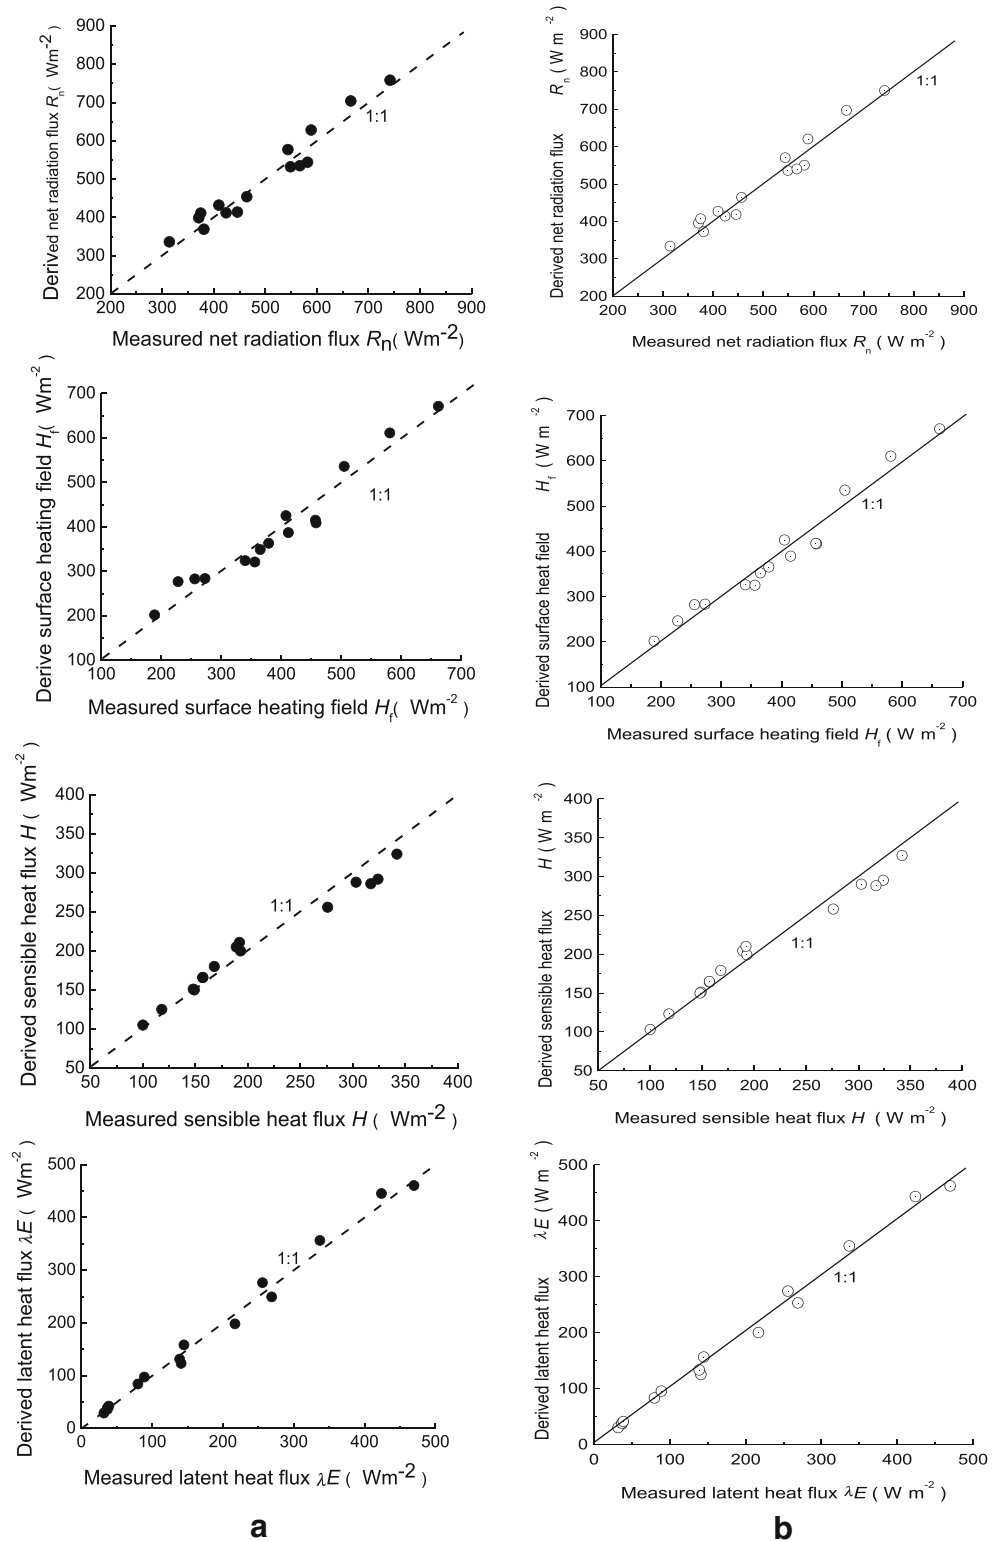 Derived net radiation flux Rn( Wm-2 )
900
800
700
600
500
400
300
200
1:1
200 300 400 500 600 700 800 900
Measured net radiation flux Rn( Wm-2)
Derived net radiation flux Rn ( W m -2 )
900
800
700
600
500
400
300
200
1:1
200 300 400 500 600 700 800 900
Measured net radiation flux Rn ( W m-2 )
Derive surface heating field Hf( Wm-2 )
700
600
500
400
300
200
100
1:1
100 200 300 400 500 600 700
Measured surface heating field Hf( Wm-2 )
Derived surface heat field Hf ( W m -2 )
700
600
500
400
300
200
100
1:1
100 200 300 400 500 600 700
Measured surface heating field Hf ( W m-2 )
Derived sensible heat flux H ( Wm-2 )
400
350
300
250
200
150
100
50
1:1
50 100 150 200 250 300 350 400
Measured sensible heat flux H ( Wm-2 )
Derived sensible heat flux H ( W m -2 )
400
350
300
250
200
150
100
50
1:1
50 100 150 200 250 300 350 400
Measured sensible heat flux H ( W m-2 )
Derived latent heat flux λE ( Wm-2 )
500
400
300
200
100
0
1:1
0 100 200 300 400 500
Measured latent heat flux λE ( Wm-2 )
Derived latent heat flux λE ( W m -2 )
500
400
300
200
100
0
1:1
0 100 200 300 400 500
Measured latent heat flux λE ( W m-2 )
a
b